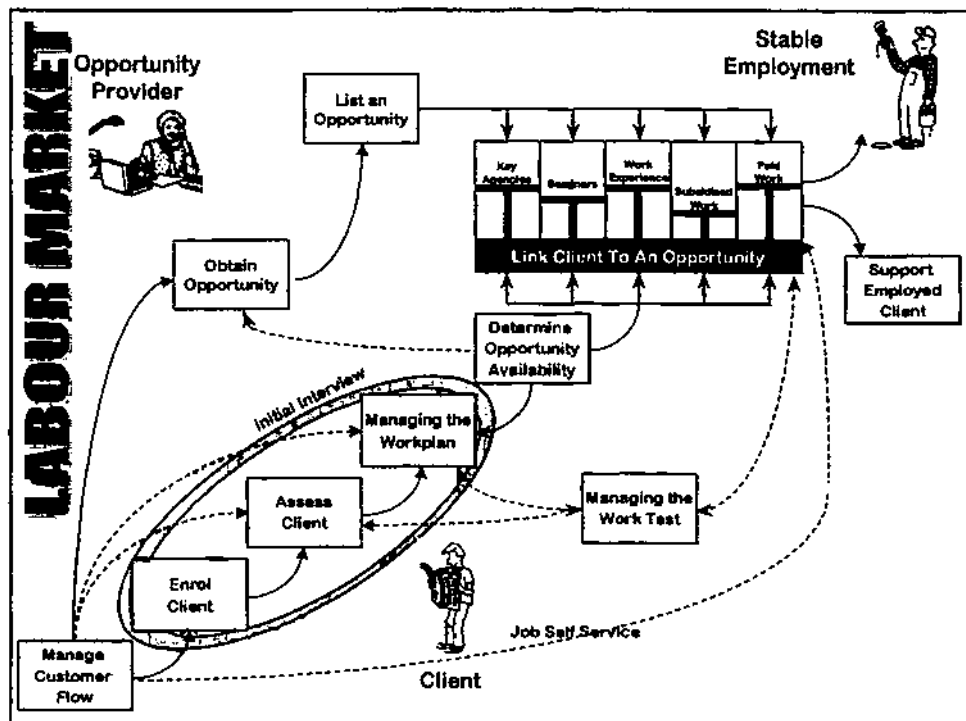 LABOUR MARKET
Opportunity
Provider
List an
Opportunity
Stable
Employment
Key
Agencies
Seminars
Work
Experience
Subsidised
Work
Paid
Work
Link Client To An Opportunity
Obtain
Opportunity
Support
Employed
Client
Determine
Opportunity
Availability
Initial Interview
Managing the
Workplan
Assess
Client
Managing the
Work Test
Enrol
Client
Job Self Service
Manage
Customer
Flow
Client